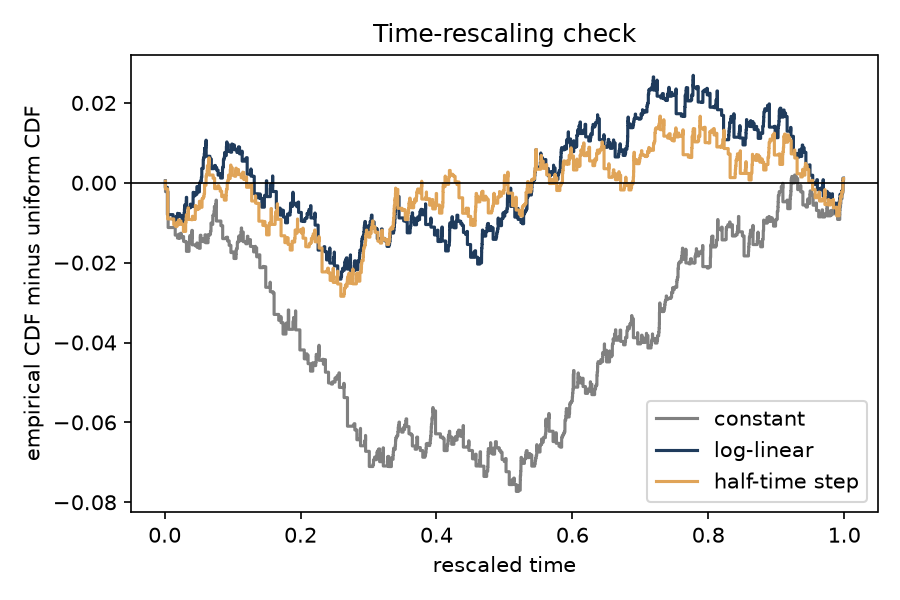 Time-rescaling check
empirical CDF minus uniform CDF
0.02
0.00
−0.02
−0.04
−0.06
−0.08
constant
log-linear
half-time step
0.0 0.2 0.4 0.6 0.8 1.0
rescaled time